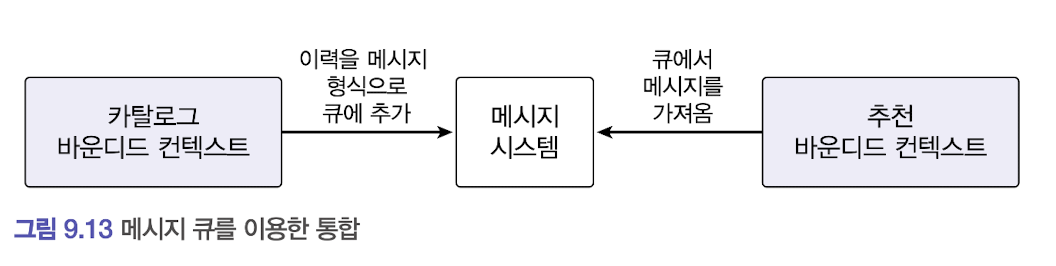 카탈로그
바운디드 컨텍스트
이력을 메시지
형식으로
큐에 추가
메시지
시스템
큐에서
메시지를
가져옴
추천
바운디드 컨텍스트
그림 9.13 메시지 큐를 이용한 통합